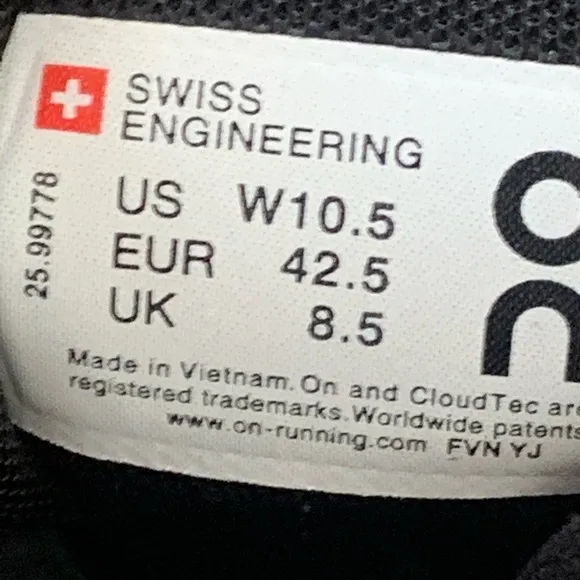 SWISS
ENGINEERING
US W10.5
EUR 42.5
UK 8.5
25.99778
on
Made in Vietnam. On and CloudTec are
registered trademarks. Worldwide patents
www.on-running.com FVN YJ